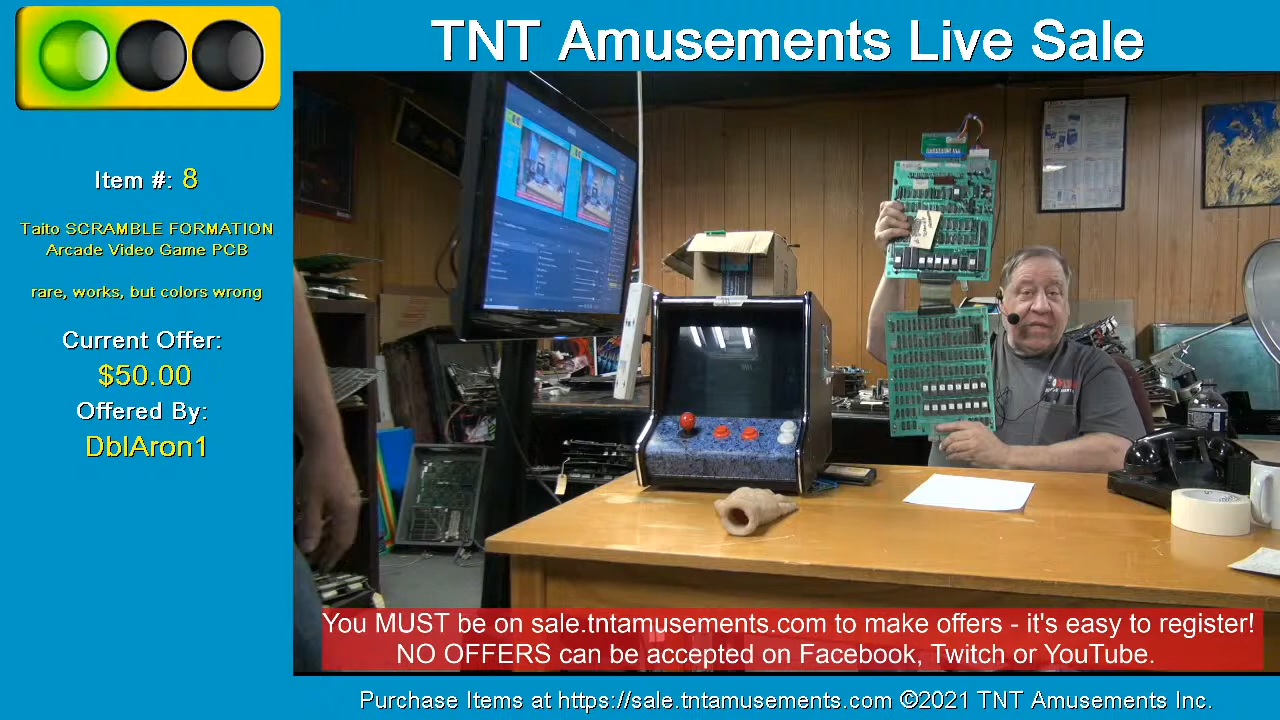 TNT Amusements Live Sale
Item #: 8
Taito SCRAMBLE FORMATION
Arcade Video Game PCB
rare, works, but colors wrong
Current Offer:
$50.00
Offered By:
DblAron1
You MUST be on sale.tntamusements.com to make offers - it's easy to register!
NO OFFERS can be accepted on Facebook, Twitch or YouTube.
Purchase Items at https://sale.tntamusements.com ©2021 TNT Amusements Inc.